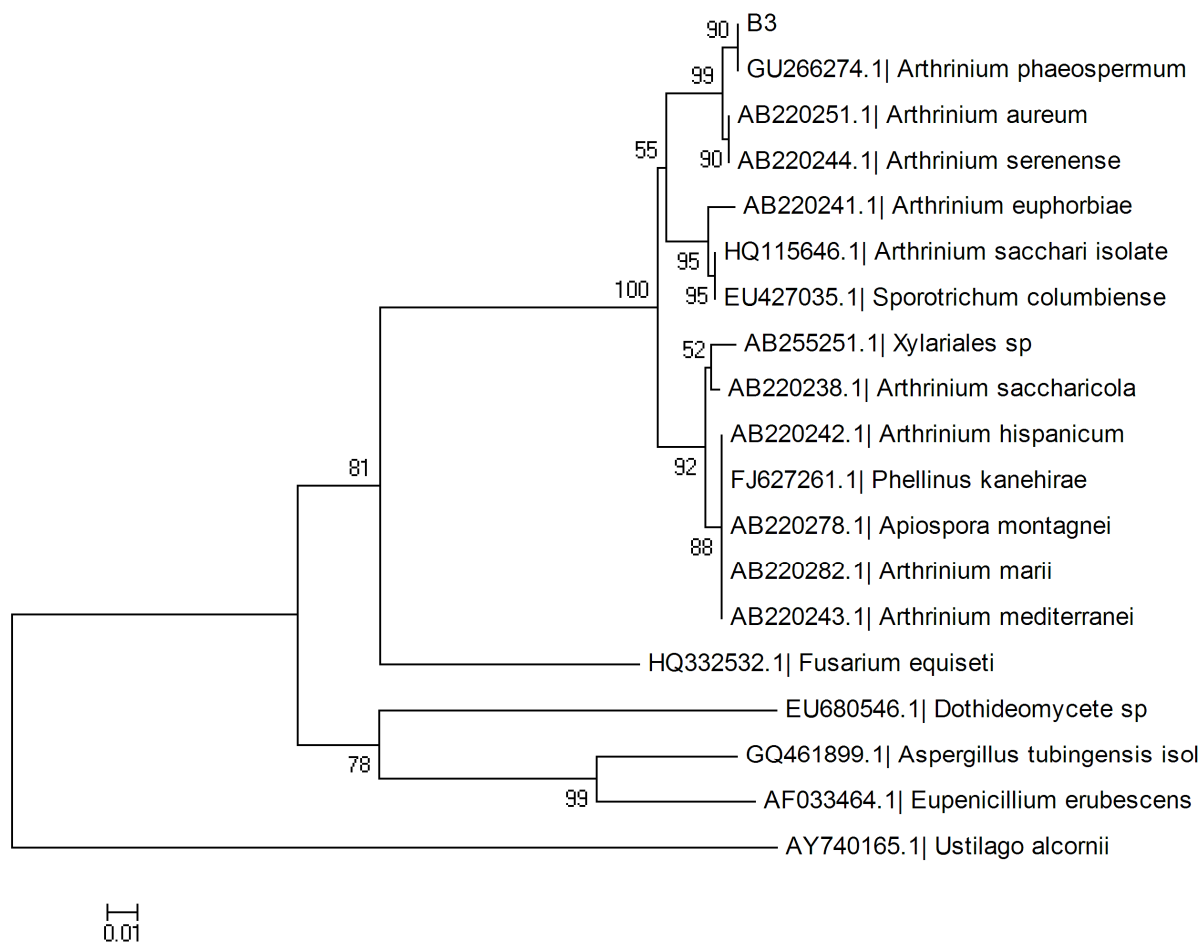 90
B3
GU266274.1| Arthrinium phaeospermum
99
AB220251.1| Arthrinium aureum
55
90
AB220244.1| Arthrinium serenense
AB220241.1| Arthrinium euphorbiae
95
HQ115646.1| Arthrinium sacchari isolate
100
95
EU427035.1| Sporotrichum columbiense
52
AB255251.1| Xylariales sp
AB220238.1| Arthrinium saccharicola
AB220242.1| Arthrinium hispanicum
81
92
FJ627261.1| Phellinus kanehirae
AB220278.1| Apiospora montagnei
88
AB220282.1| Arthrinium marii
AB220243.1| Arthrinium mediterranei
HQ332532.1| Fusarium equiseti
EU680546.1| Dothideomycete sp
78
GQ461899.1| Aspergillus tubingensis isol
99
AF033464.1| Eupenicillium erubescens
AY740165.1| Ustilago alcornii
0.01